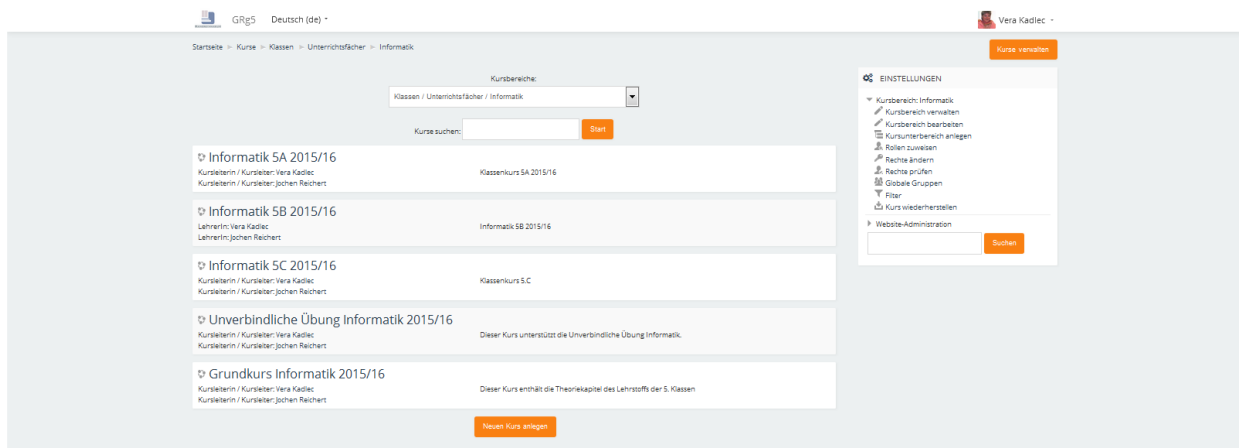 GRg5 Deutsch (de)
Vera Kadlec
Startseite ► Kurse ► Klassen ► Unterrichtsfächer ► Informatik
Kurse verwalten
Kursbereiche:
Klassen / Unterrichtsfächer / Informatik
Kurse suchen: Start
Informatik 5A 2015/16
Kursleiterin / Kursleiter: Vera Kadlec
Kursleiterin / Kursleiter: Jochen Reichert
Klassenkurs 5A 2015/16
Informatik 5B 2015/16
LehrerIn: Vera Kadlec
LehrerIn: Jochen Reichert
Informatik 5B 2015/16
Informatik 5C 2015/16
Kursleiterin / Kursleiter: Vera Kadlec
Kursleiterin / Kursleiter: Jochen Reichert
Klassenkurs 5.C
Unverbindliche Übung Informatik 2015/16
Kursleiterin / Kursleiter: Vera Kadlec
Kursleiterin / Kursleiter: Jochen Reichert
Dieser Kurs unterstützt die Unverbindliche Übung Informatik.
Grundkurs Informatik 2015/16
Kursleiterin / Kursleiter: Vera Kadlec
Kursleiterin / Kursleiter: Jochen Reichert
Dieser Kurs enthält die Theoriekapitel des Lehrstoffs der 5. Klassen
Neuen Kurs anlegen
EINSTELLUNGEN
Kursbereich: Informatik
Kursbereich verwalten
Kursbereich bearbeiten
Kursunterbereich anlegen
Rollen zuweisen
Rechte ändern
Rechte prüfen
Globale Gruppen
Filter
Kurs wiederherstellen
Website-Administration
Suchen